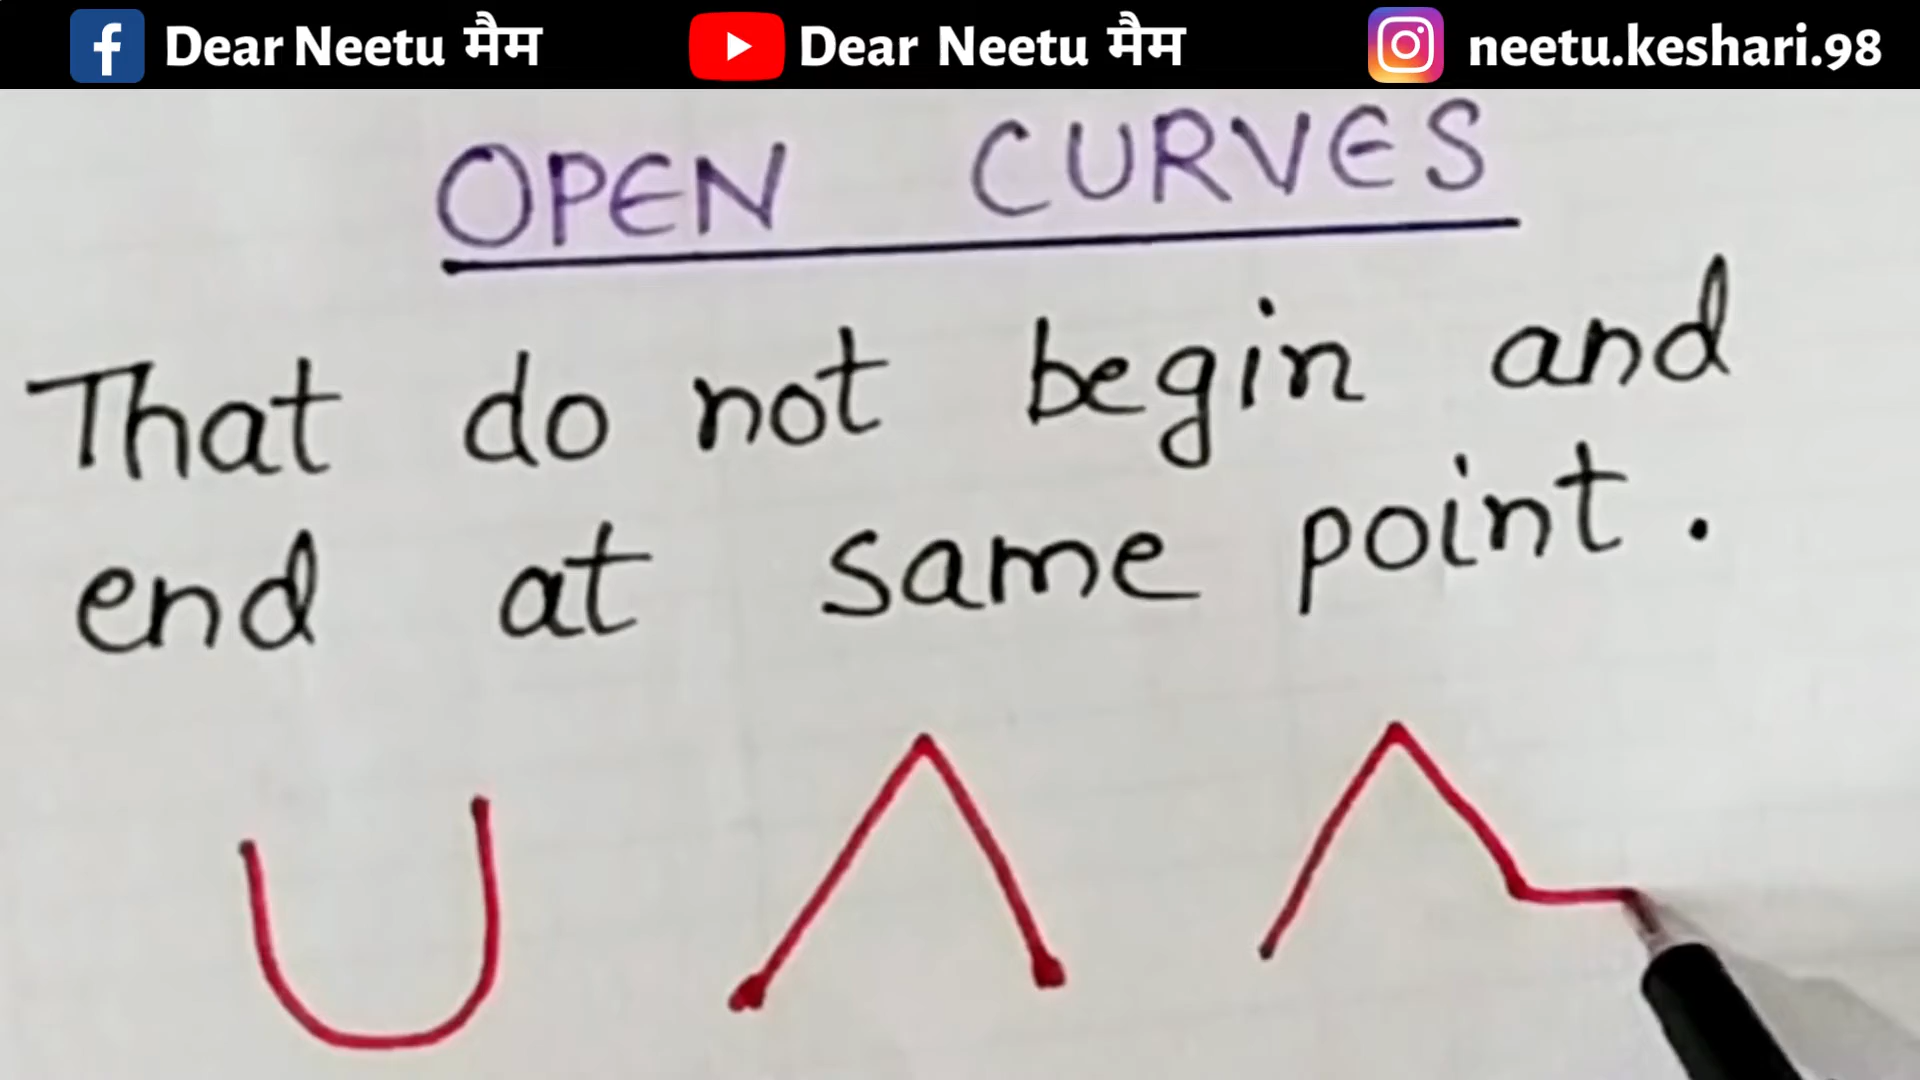 Dear Neetu मैम Dear Neetu मैम neetu.keshari.98
OPEN CURVES
That do not begin and
end at same point.